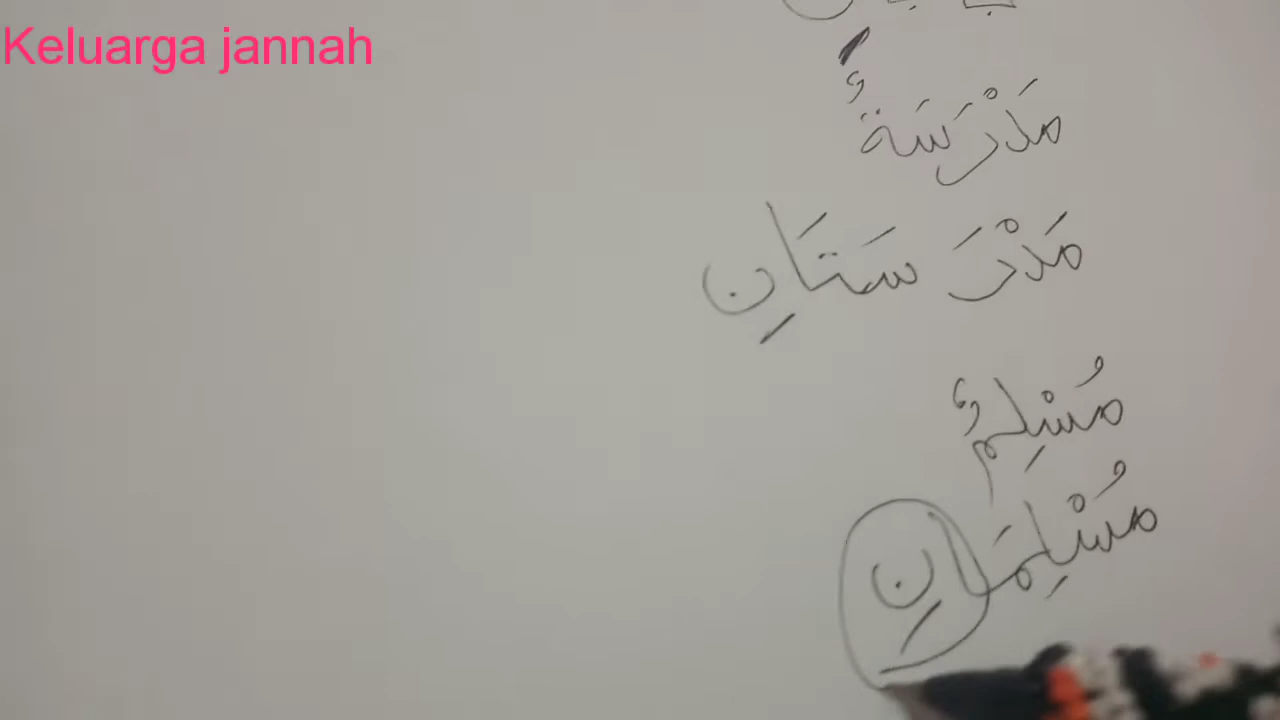 Keluarga jannah
مَدْرَسَةٌ
مَدْرَسَتَانِ
مُسْلِمٌ
مُسْلِمَانِ